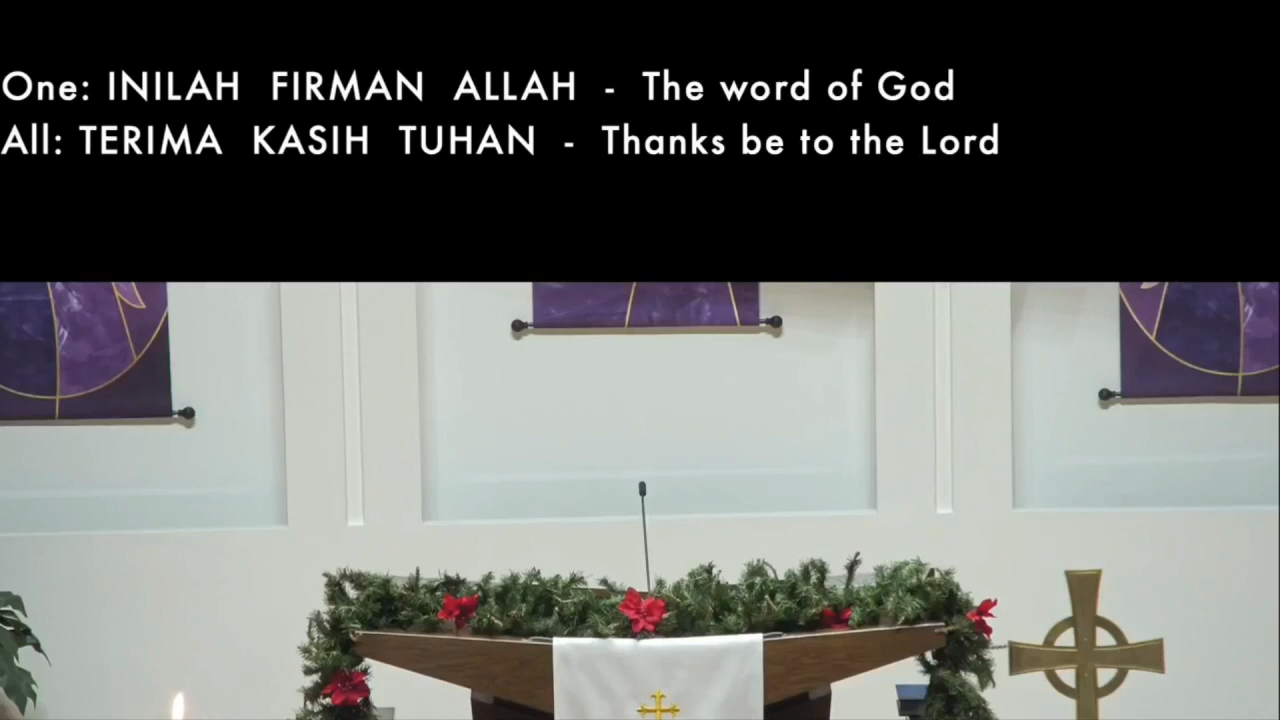 One: INILAH FIRMAN ALLAH - The word of God
All: TERIMA KASIH TUHAN - Thanks be to the Lord